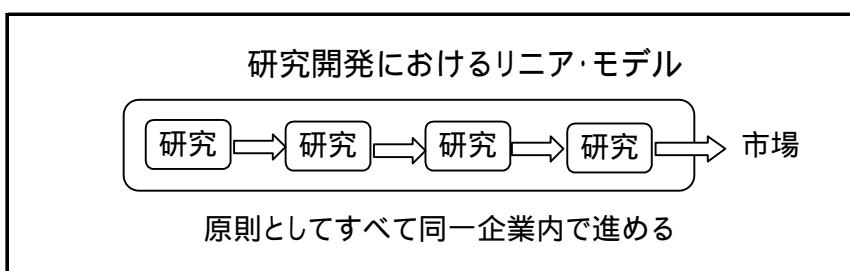 研究開発におけるリニア・モデル
研究 研究 研究 研究 市場
原則としてすべて同一企業内で進める